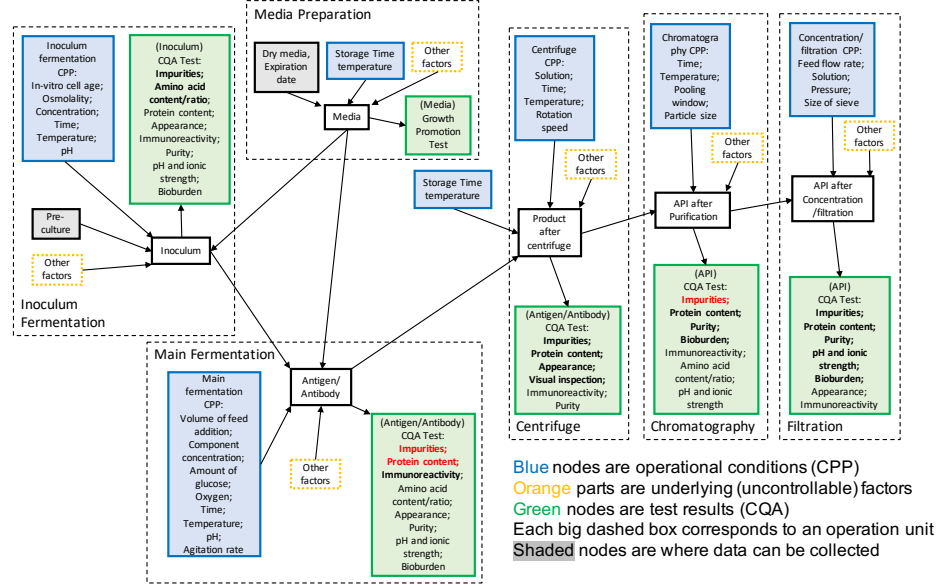 Media Preparation
Dry media,
Expiration
date
Storage Time
temperature
Other
factors
Media
(Media)
Growth
Promotion
Test
Inoculum
fermentation
CPP:
In-vitro cell age;
Osmolality;
Concentration;
Time;
Temperature;
pH
(Inoculum)
CQA Test:
Impurities;
Amino acid
content/ratio;
Protein content;
Appearance;
Immunoreactivity;
Purity;
pH and ionic
strength;
Bioburden
Pre-
culture
Other
factors
Inoculum
Inoculum
Fermentation
Main Fermentation
Main
fermentation
CPP:
Volume of feed
addition;
Component
concentration;
Amount of
glucose;
Oxygen;
Time;
Temperature;
pH;
Agitation rate
Antigen/
Antibody
Other
factors
(Antigen/Antibody)
CQA Test:
Impurities;
Protein content;
Immunoreactivity;
Amino acid
content/ratio;
Appearance;
Purity;
pH and ionic
strength;
Bioburden
Storage Time
temperature
Centrifuge
CPP:
Solution;
Time;
Temperature;
Rotation
speed
Other
factors
Product
after
centrifuge
(Antigen/Antibody)
CQA Test:
Impurities;
Protein content;
Appearance;
Visual inspection;
Immunoreactivity;
Purity
Centrifuge
Chromatogra
phy CPP:
Time;
Temperature;
Pooling
window;
Particle size
Other
factors
API after
Purification
(API)
CQA Test:
Impurities;
Protein content;
Purity;
Bioburden;
Immunoreactivity;
Amino acid
content/ratio;
pH and ionic
strength
Chromatography
Concentration/
filtration CPP:
Feed flow rate;
Solution;
Pressure;
Size of sieve
Other
factors
API after
Concentration
/filtration
(API)
CQA Test:
Impurities;
Protein content;
Purity;
pH and ionic
strength;
Bioburden;
Appearance;
Immunoreactivity
Filtration
Blue nodes are operational conditions (CPP)
Orange parts are underlying (uncontrollable) factors
Green nodes are test results (CQA)
Each big dashed box corresponds to an operation unit
Shaded nodes are where data can be collected